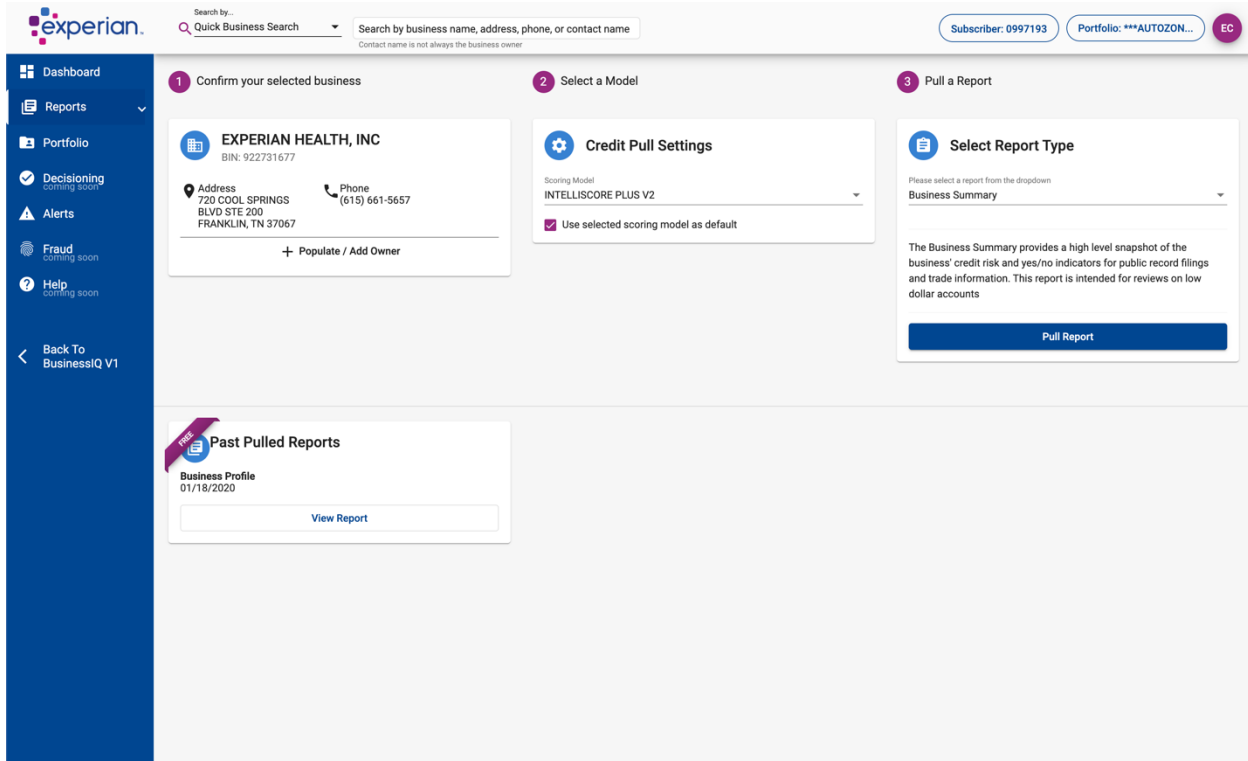 experian.
Search by...
Quick Business Search
Search by business name, address, phone, or contact name
Contact name is not always the business owner
Subscriber: 0997193
Portfolio: ***AUTOZON...
EC
Dashboard
Reports
Portfolio
Decisioning
coming soon
Alerts
Fraud
coming soon
Help
coming soon
Back To
BusinessIQ V1
1 Confirm your selected business
EXPERIAN HEALTH, INC
BIN: 922731677
Address
720 COOL SPRINGS
BLVD STE 200
FRANKLIN, TN 37067
Phone
(615) 661-5657
+ Populate / Add Owner
2 Select a Model
Credit Pull Settings
Scoring Model
INTELLISCORE PLUS V2
Use selected scoring model as default
3 Pull a Report
Select Report Type
Please select a report from the dropdown
Business Summary
The Business Summary provides a high level snapshot of the
business' credit risk and yes/no indicators for public record filings
and trade information. This report is intended for reviews on low
dollar accounts
Pull Report
FREE
Past Pulled Reports
Business Profile
01/18/2020
View Report